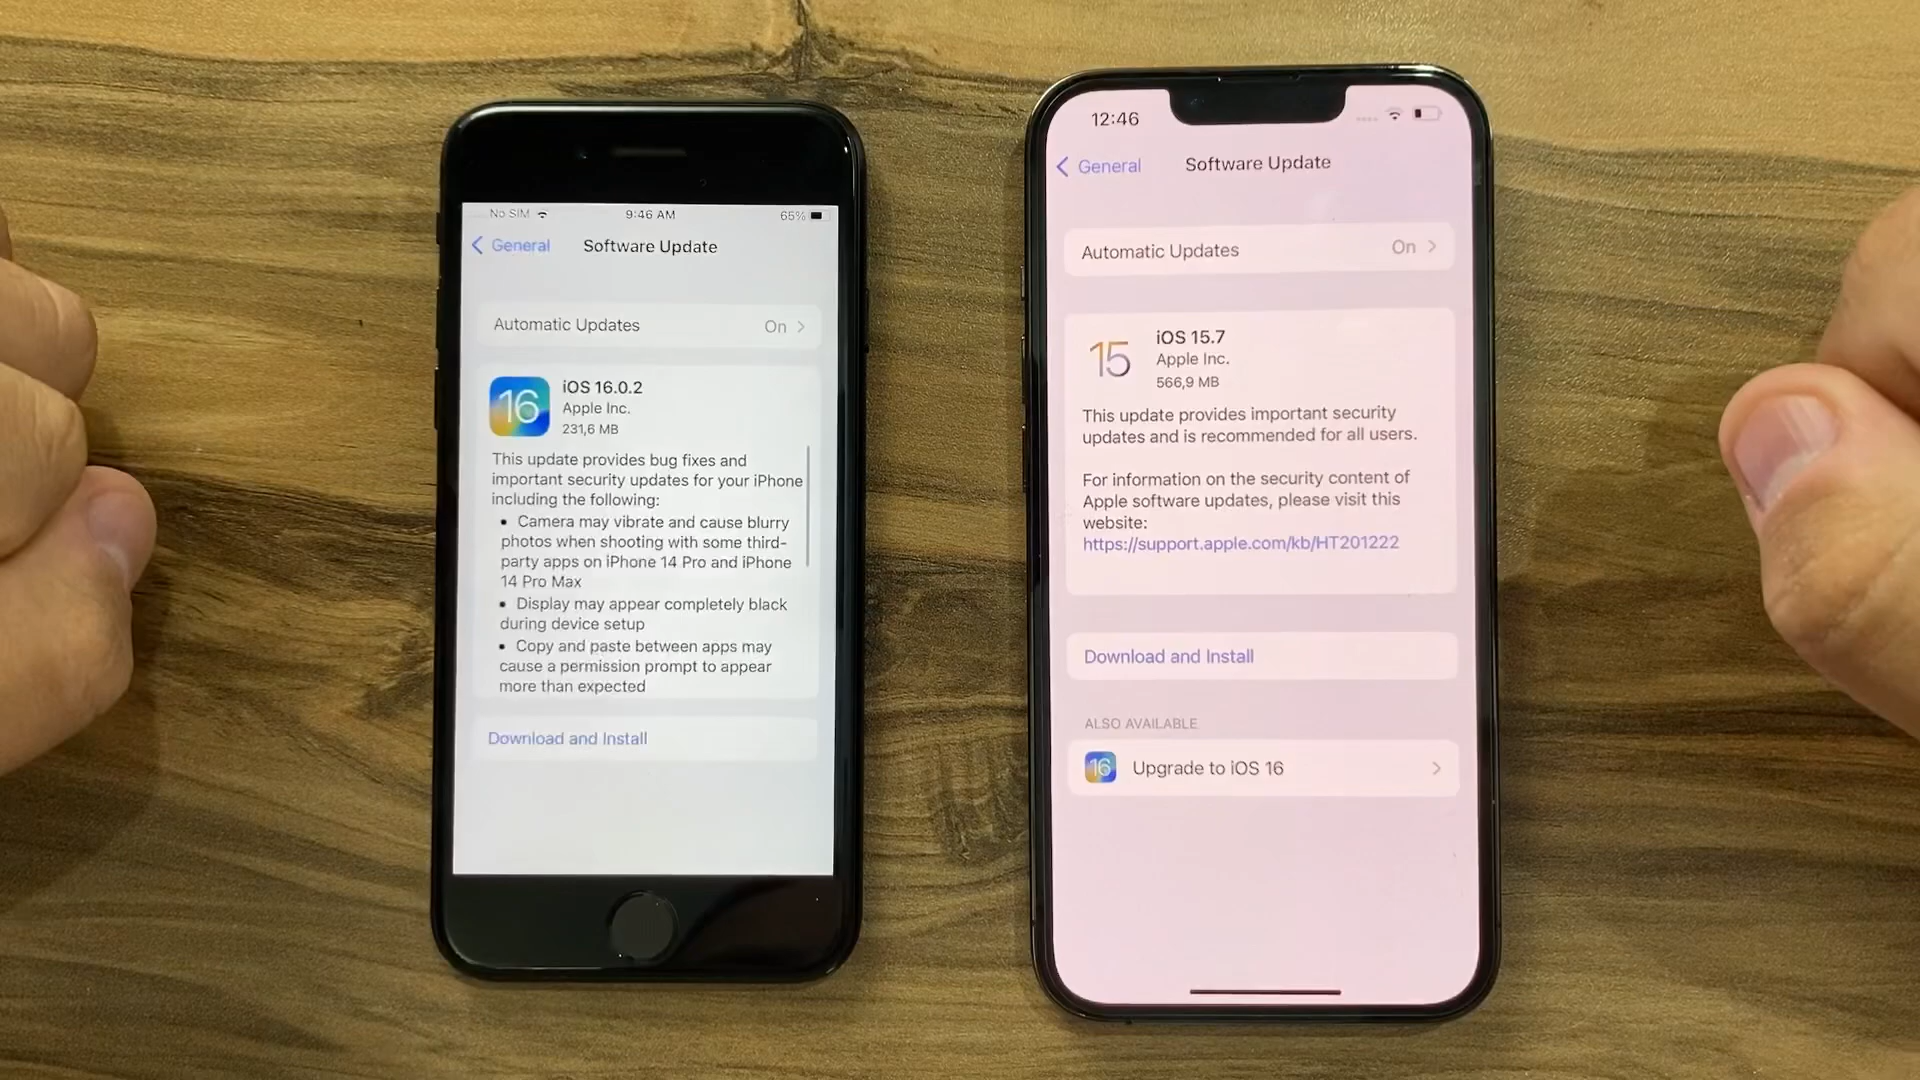 No SIM 9:46 AM 65%
General Software Update
Automatic Updates On
16
iOS 16.0.2
Apple Inc.
231,6 MB
This update provides bug fixes and
important security updates for your iPhone
including the following:
• Camera may vibrate and cause blurry
photos when shooting with some third-
party apps on iPhone 14 Pro and iPhone
14 Pro Max
• Display may appear completely black
during device setup
• Copy and paste between apps may
cause a permission prompt to appear
more than expected
Download and Install
12:46
General Software Update
Automatic Updates On
15
iOS 15.7
Apple Inc.
566,9 MB
This update provides important security
updates and is recommended for all users.
For information on the security content of
Apple software updates, please visit this
website:
https://support.apple.com/kb/HT201222
Download and Install
ALSO AVAILABLE
16 Upgrade to iOS 16